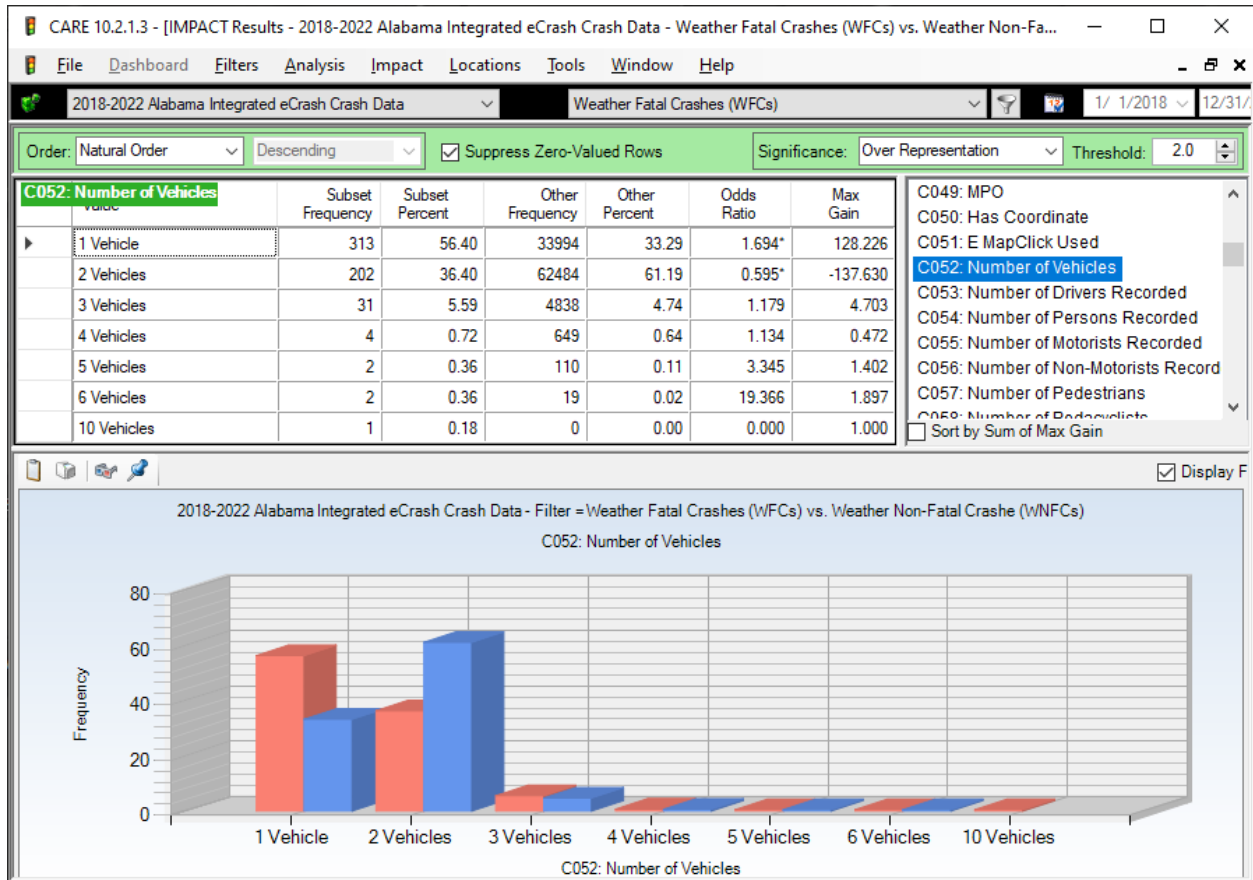 CARE 10.2.1.3 - [IMPACT Results - 2018-2022 Alabama Integrated eCrash Crash Data - Weather Fatal Crashes (WFCs) vs. Weather Non-Fa...
File Dashboard Filters Analysis Impact Locations Tools Window Help
2018-2022 Alabama Integrated eCrash Crash Data Weather Fatal Crashes (WFCs) 1/ 1/2018 12/31/
Order: Natural Order Descending Suppress Zero-Valued Rows Significance: Over Representation Threshold: 2.0
C052: Number of Vehicles Subset Frequency Subset Percent Other Frequency Other Percent Odds Ratio Max Gain
1 Vehicle 313 56.40 33994 33.29 1.694* 128.226
2 Vehicles 202 36.40 62484 61.19 0.595* -137.630
3 Vehicles 31 5.59 4838 4.74 1.179 4.703
4 Vehicles 4 0.72 649 0.64 1.134 0.472
5 Vehicles 2 0.36 110 0.11 3.345 1.402
6 Vehicles 2 0.36 19 0.02 19.366 1.897
10 Vehicles 1 0.18 0 0.00 0.000 1.000
C049: MPO
C050: Has Coordinate
C051: E MapClick Used
C052: Number of Vehicles
C053: Number of Drivers Recorded
C054: Number of Persons Recorded
C055: Number of Motorists Recorded
C056: Number of Non-Motorists Record
C057: Number of Pedestrians
C058: Number of Pedacyclists
Sort by Sum of Max Gain
Display F
2018-2022 Alabama Integrated eCrash Crash Data - Filter = Weather Fatal Crashes (WFCs) vs. Weather Non-Fatal Crashe (WNFCs)
C052: Number of Vehicles
80
60
40
20
0
Frequency
1 Vehicle 2 Vehicles 3 Vehicles 4 Vehicles 5 Vehicles 6 Vehicles 10 Vehicles
C052: Number of Vehicles